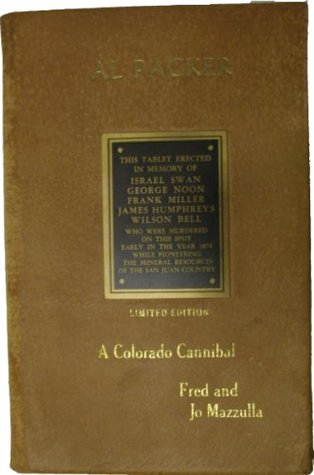 AL PACKER
THIS TABLET ERECTED
IN MEMORY OF
ISRAEL SWAN
GEORGE NOON
FRANK MILLER
JAMES HUMPHREYS
WILSON BELL
WHO WERE MURDERED
ON THIS SPOT
EARLY IN THE YEAR 1874
WHILE PIONEERING
THE MINERAL RESOURCES
OF THE SAN JUAN COUNTRY
LIMITED EDITION
A Colorado Cannibal
Fred and
Jo Mazzulla